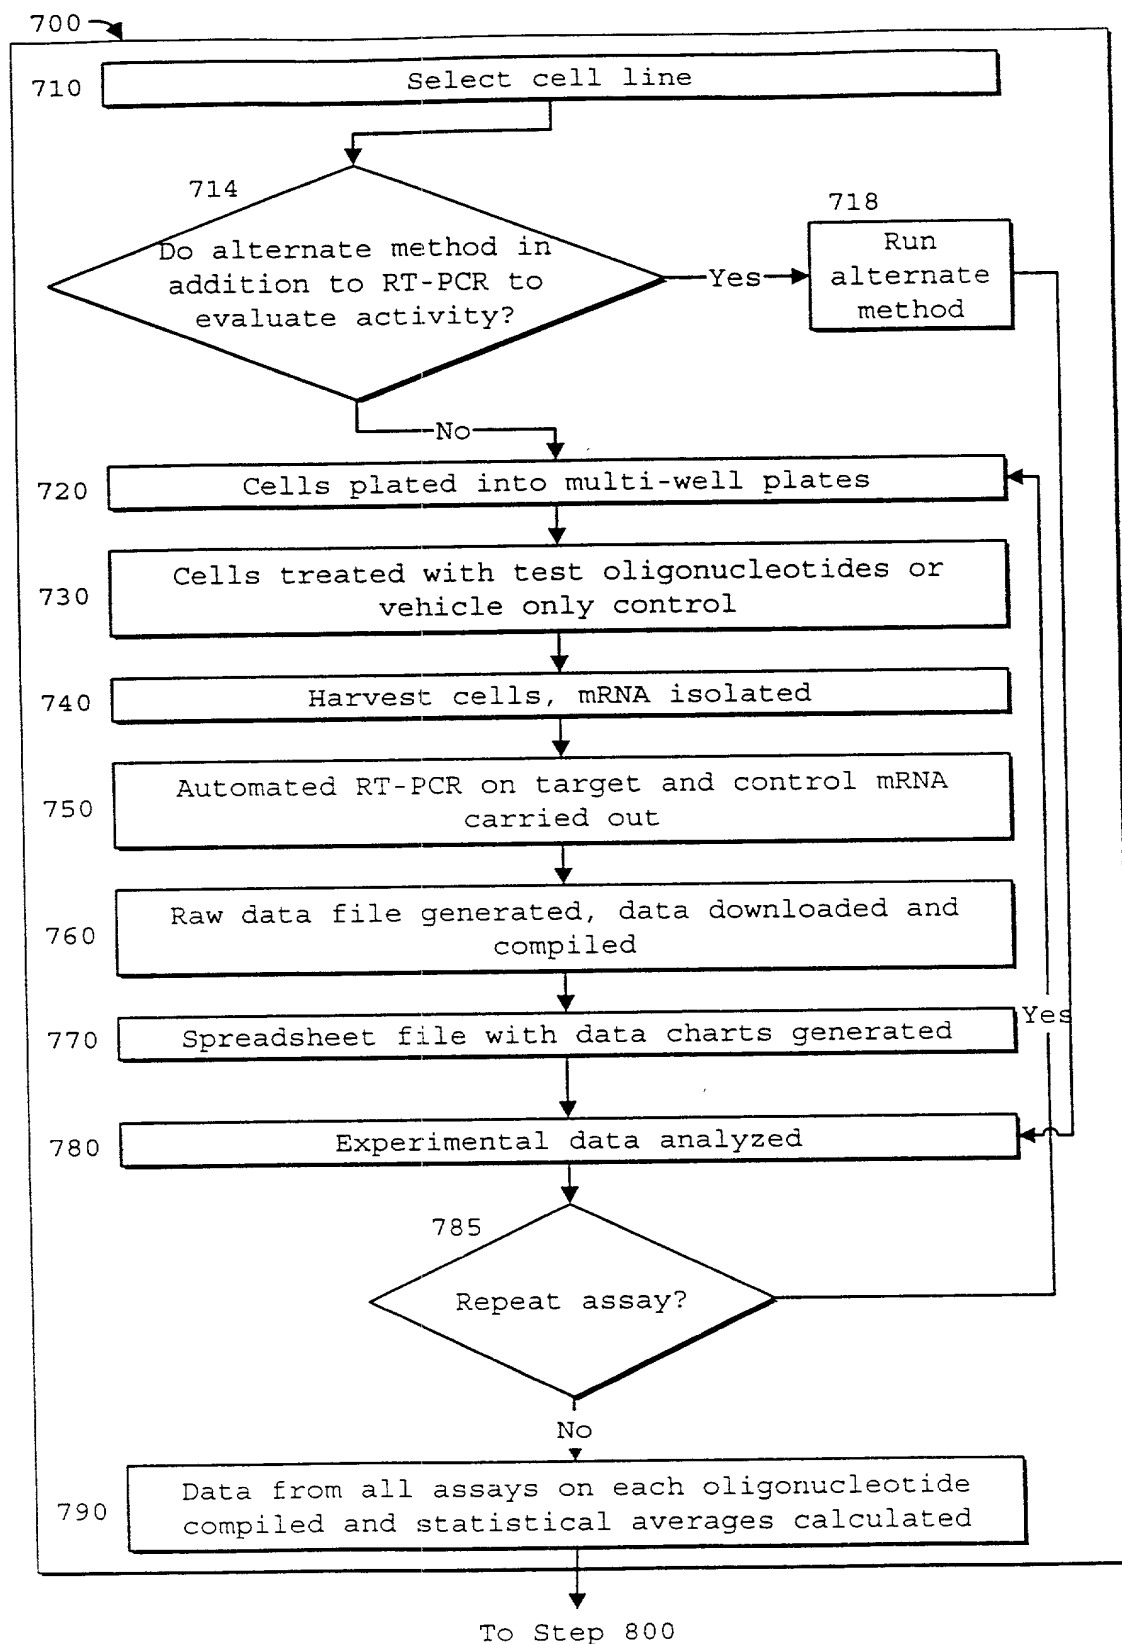 700
710
Select cell line
714
Do alternate method in
addition to RT-PCR to
evaluate activity?
Yes
718
Run
alternate
method
No
720
Cells plated into multi-well plates
730
Cells treated with test oligonucleotides or
vehicle only control
740
Harvest cells, mRNA isolated
750
Automated RT-PCR on target and control mRNA
carried out
760
Raw data file generated, data downloaded and
compiled
770
Spreadsheet file with data charts generated
Yes
780
Experimental data analyzed
785
Repeat assay?
No
790
Data from all assays on each oligonucleotide
compiled and statistical averages calculated
To Step 800